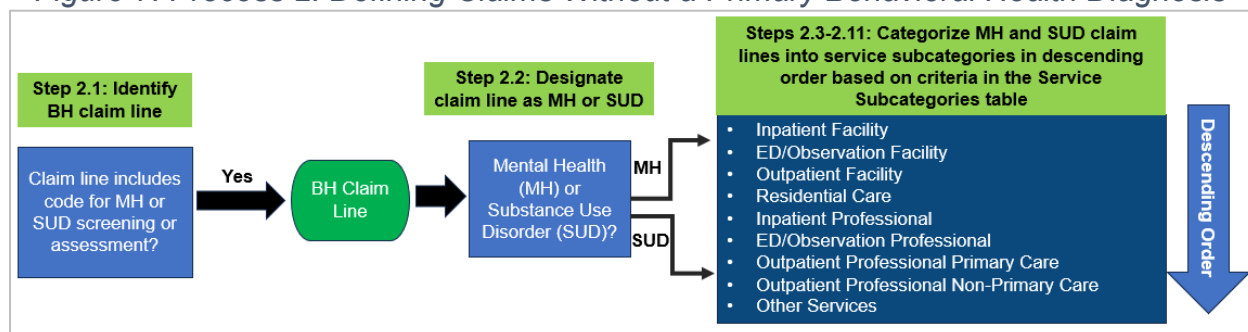 Steps 2.3-2.11: Categorize MH and SUD claim
lines into service subcategories in descending
order based on criteria in the Service
Subcategories table
Step 2.1: Identify
BH claim line
Step 2.2: Designate
claim line as MH or SUD
Claim line includes
code for MH or
SUD screening or
assessment?
Yes
BH Claim
Line
Mental Health
(MH) or
Substance Use
Disorder (SUD)?
MH
SUD
• Inpatient Facility
• ED/Observation Facility
• Outpatient Facility
• Residential Care
• Inpatient Professional
• ED/Observation Professional
• Outpatient Professional Primary Care
• Outpatient Professional Non-Primary Care
• Other Services
Descending Order